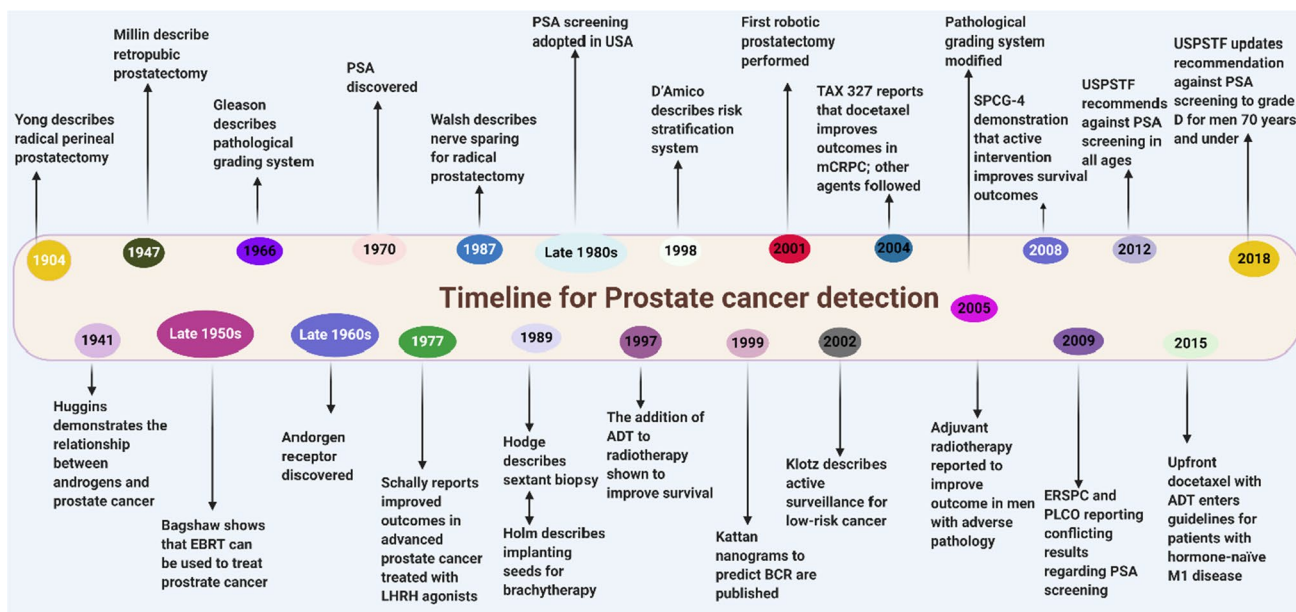 Yong describes
radical perineal
prostatectomy
Millin describe
retropubic
prostatectomy
Gleason
describes
pathological
grading system
PSA
discovered
Walsh describes
nerve sparing
for radical
prostatectomy
PSA screening
adopted in USA
D'Amico
describes risk
stratification
system
First robotic
prostatectomy
performed
TAX 327 reports
that docetaxel
improves
outcomes in
mCRPC; other
agents followed
Pathological
grading system
modified
SPCG-4
demonstration
that active
intervention
improves survival
outcomes
USPSTF
recommends
against PSA
screening in
all ages
USPSTF updates
recommendation
against PSA
screening to grade
D for men 70 years
and under
1904
1947
1966
1970
1987
Late 1980s
1998
2001
2004
2008
2012
2018
Timeline for Prostate cancer detection
1941
Late 1950s
Late 1960s
1977
1989
1997
1999
2002
2005
2009
2015
Huggins
demonstrates the
relationship
between
androgens and
prostate cancer
Bagshaw shows
that EBRT can
be used to treat
prostrate cancer
Andorgen
receptor
discovered
Schally reports
improved
outcomes in
advanced
prostate cancer
treated with
LHRH agonists
Hodge
describes
sextant biopsy
Holm describes
implanting
seeds for
brachytherapy
The addition of
ADT to
radiotherapy
shown to
improve survival
Kattan
nanograms to
predict BCR are
published
Klotz describes
active
surveillance for
low-risk cancer
Adjuvant
radiotherapy
reported to
improve
outcome in men
with adverse
pathology
ERSPC and
PLCO reporting
conflicting
results
regarding PSA
screening
Upfront
docetaxel with
ADT enters
guidelines for
patients with
hormone-naïve
M1 disease